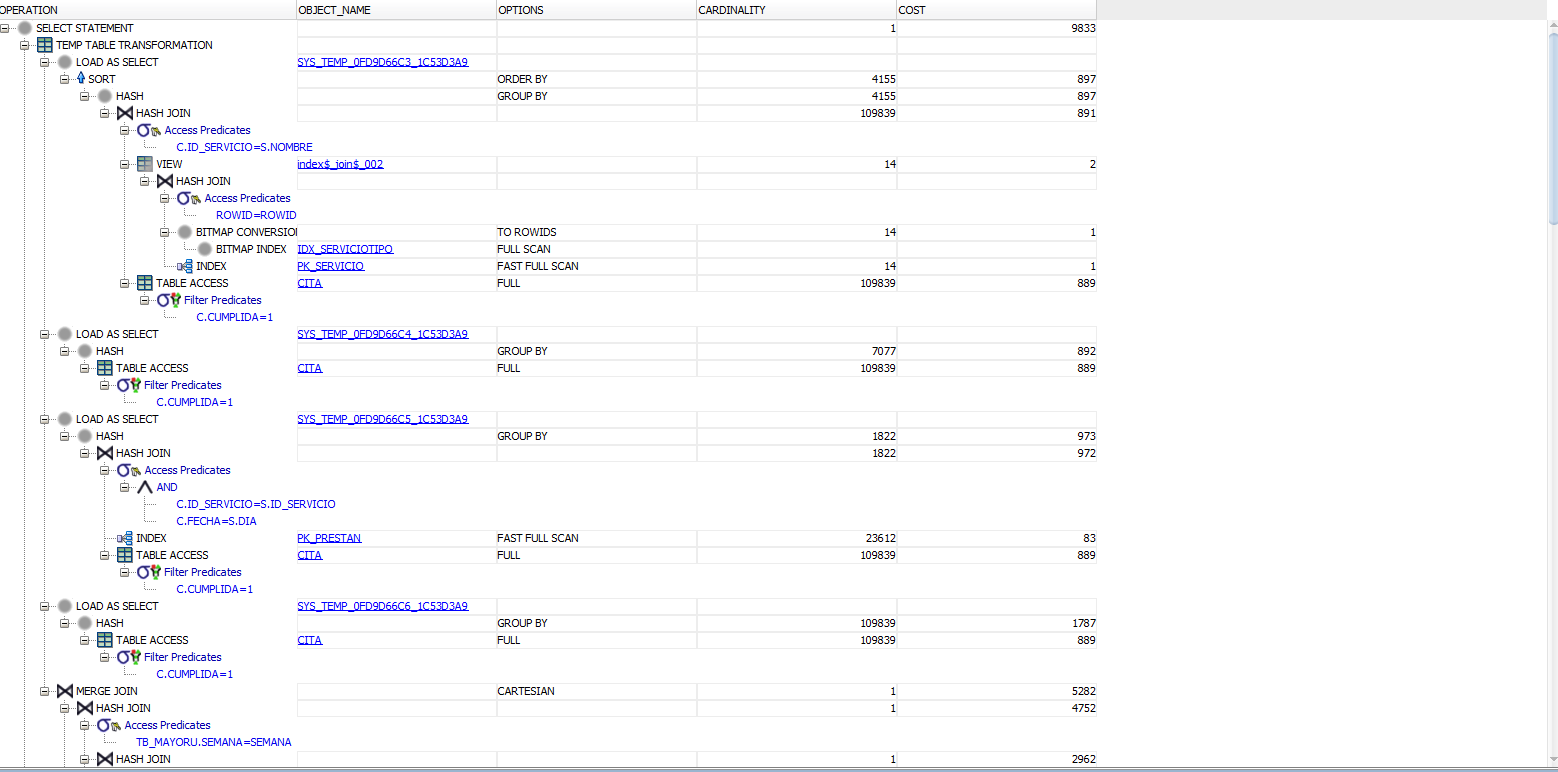 OPERATION OBJECT_NAME OPTIONS CARDINALITY COST
SELECT STATEMENT 1 9833
TEMP TABLE TRANSFORMATION
LOAD AS SELECT SYS_TEMP_0FD9D66C3_1C53D3A9
SORT ORDER BY 4155 897
HASH GROUP BY 4155 897
HASH JOIN 109839 891
Access Predicates
C.ID_SERVICIO=S.NOMBRE
VIEW index$_join$_002 14 2
HASH JOIN
Access Predicates
ROWID=ROWID
BITMAP CONVERSION TO ROWIDS 14 1
BITMAP INDEX IDX_SERVICIOTIPO FULL SCAN
INDEX PK_SERVICIO FAST FULL SCAN 14 1
TABLE ACCESS CITA FULL 109839 889
Filter Predicates
C.CUMPLIDA=1
LOAD AS SELECT SYS_TEMP_0FD9D66C4_1C53D3A9
HASH GROUP BY 7077 892
TABLE ACCESS CITA FULL 109839 889
Filter Predicates
C.CUMPLIDA=1
LOAD AS SELECT SYS_TEMP_0FD9D66C5_1C53D3A9
HASH GROUP BY 1822 973
HASH JOIN 1822 972
Access Predicates
AND
C.ID_SERVICIO=S.ID_SERVICIO
C.FECHA=S.DIA
INDEX PK_PRESTAN FAST FULL SCAN 23612 83
TABLE ACCESS CITA FULL 109839 889
Filter Predicates
C.CUMPLIDA=1
LOAD AS SELECT SYS_TEMP_0FD9D66C6_1C53D3A9
HASH GROUP BY 109839 1787
TABLE ACCESS CITA FULL 109839 889
Filter Predicates
C.CUMPLIDA=1
MERGE JOIN CARTESIAN 1 5282
HASH JOIN 1 4752
Access Predicates
TB_MAYORU.SEMANA=SEMANA
HASH JOIN 1 2962